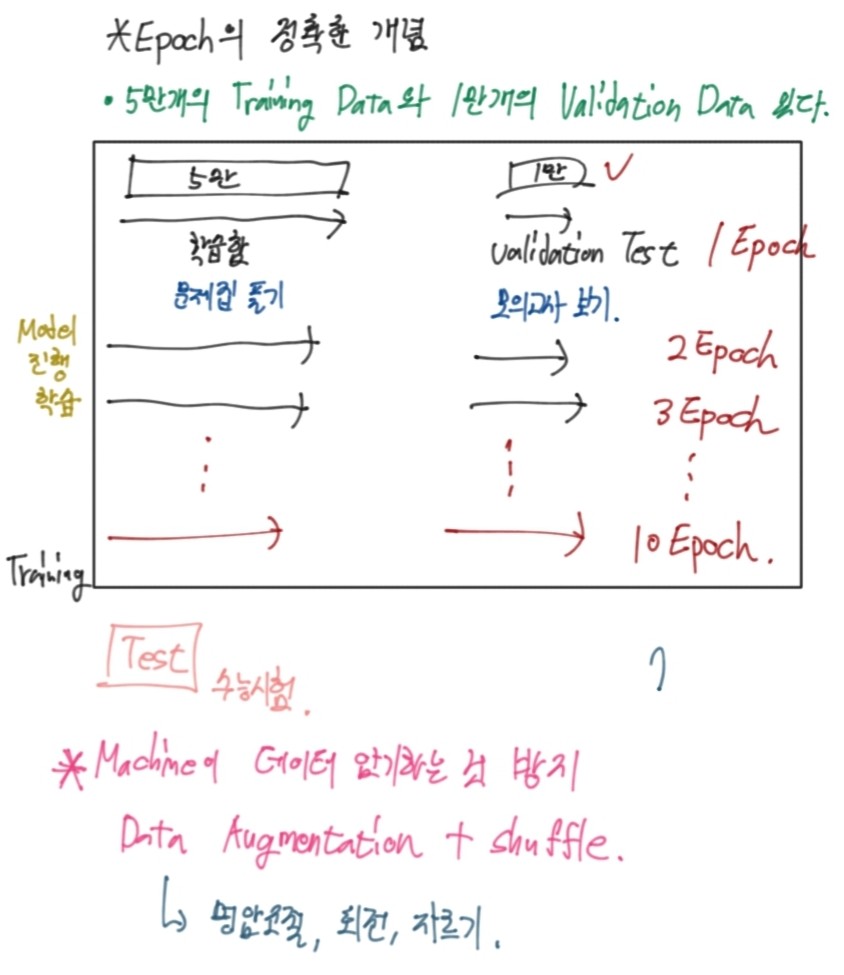 *Epoch의 정확한 개념
• 5만개의 Training Data와 1만개의 Validation Data 있다.
5만
1만 ✓
학습함
Validation Test
1 Epoch
문제집 풀기
모의고사 보기.
Model
진행
학습
2 Epoch
3 Epoch
10 Epoch.
Training
Test
수능시험.
*Machine이 데이터 암기하는 것 방지
Data Augmentation + shuffle.
↳ 명암조절, 회전, 자르기.